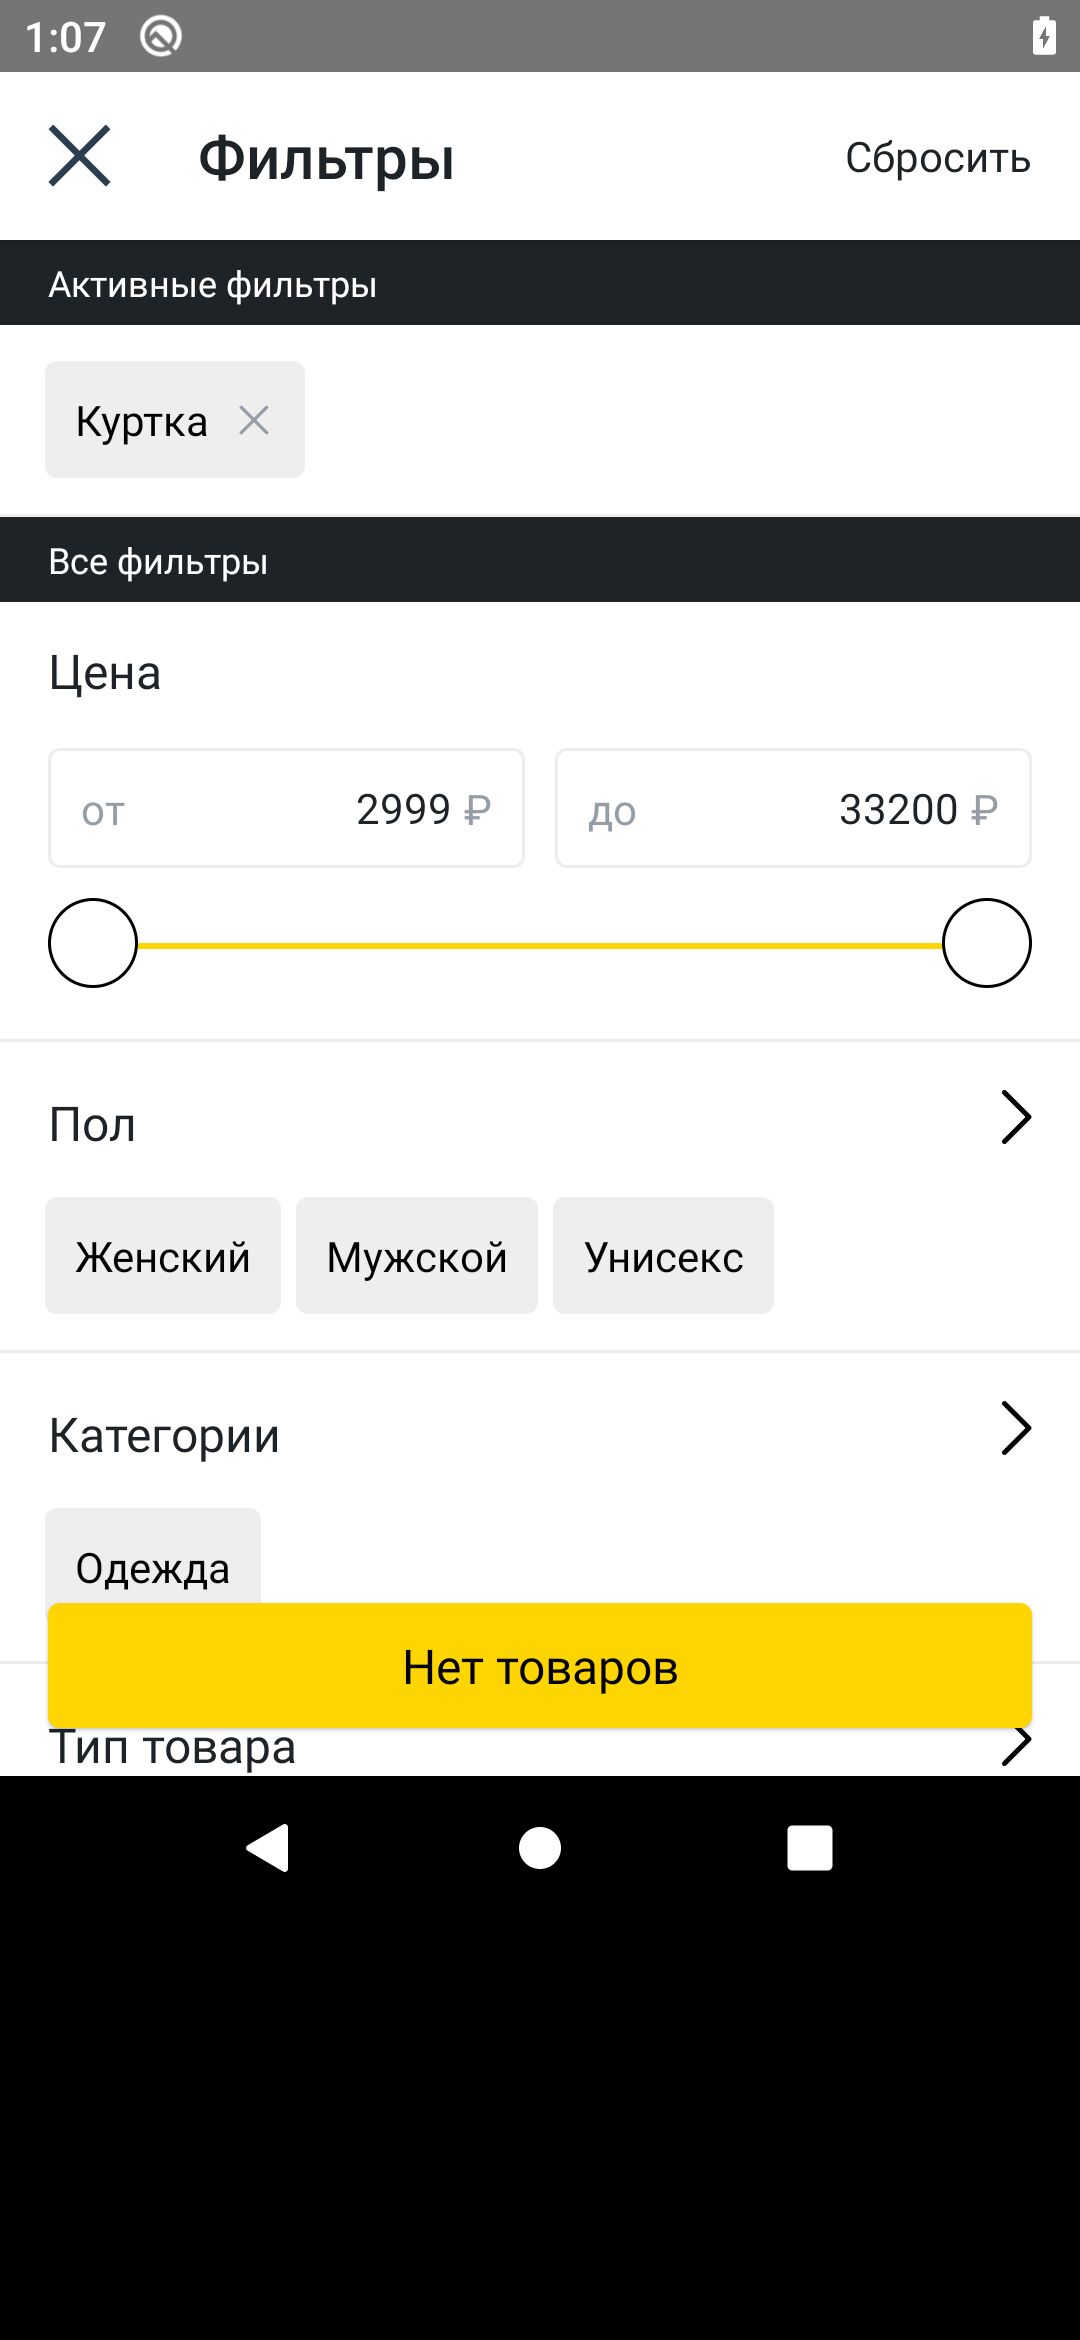 1:07
Фильтры
Сбросить
Активные фильтры
Куртка
Все фильтры
Цена
от 2999 ₽ до 33200 ₽
Пол
Женский Мужской Унисекс
Категории
Одежда
Нет товаров
Тип товара